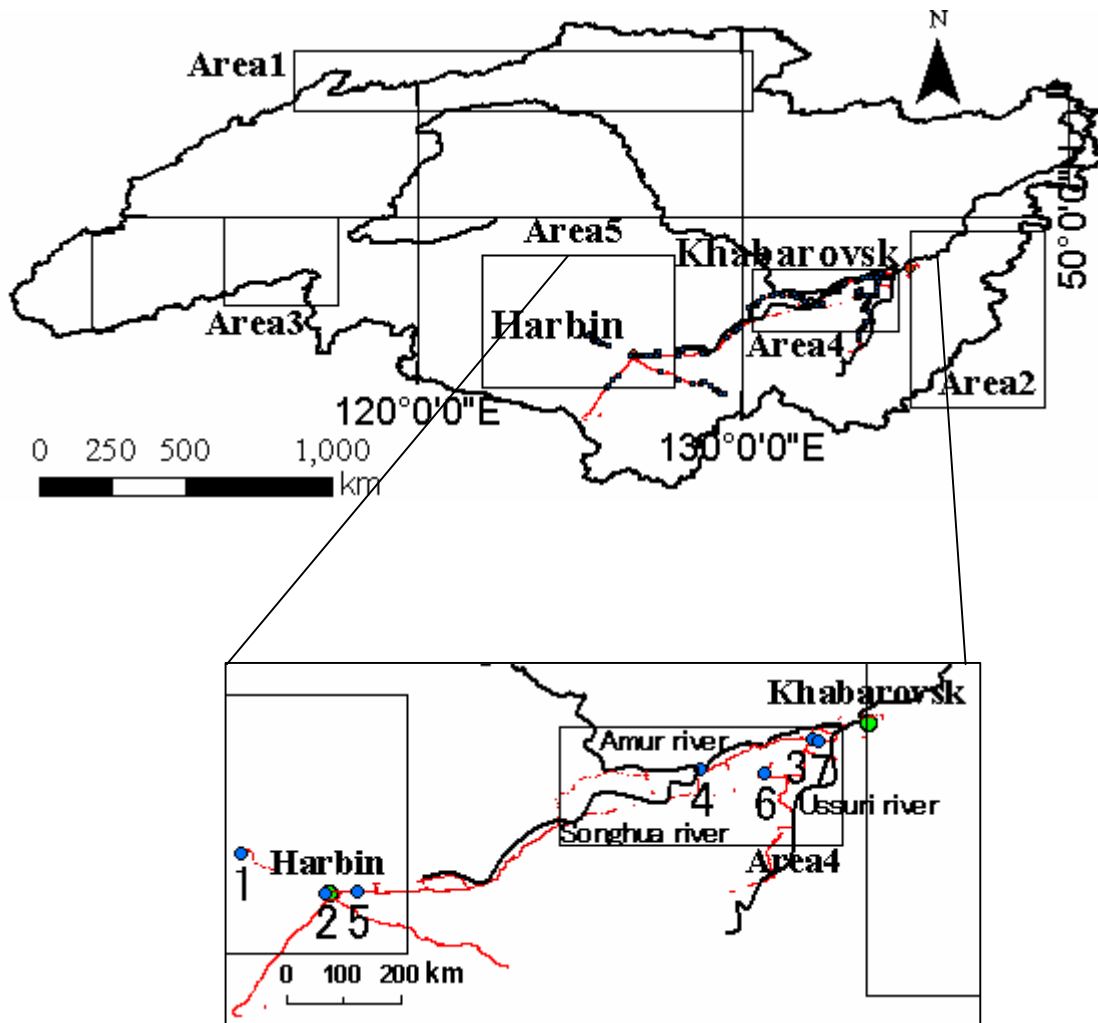 N
Area1
50°0'0"N
Area5
Khabarovsk
Area3
Harbin
Area4
Area2
120°0'0"E
130°0'0"E
0 250 500 1,000
km
Khabarovsk
Amur river
3 7
4
6
Ussuri river
Songhua river
Area4
Harbin
1
2 5
0 100 200 km